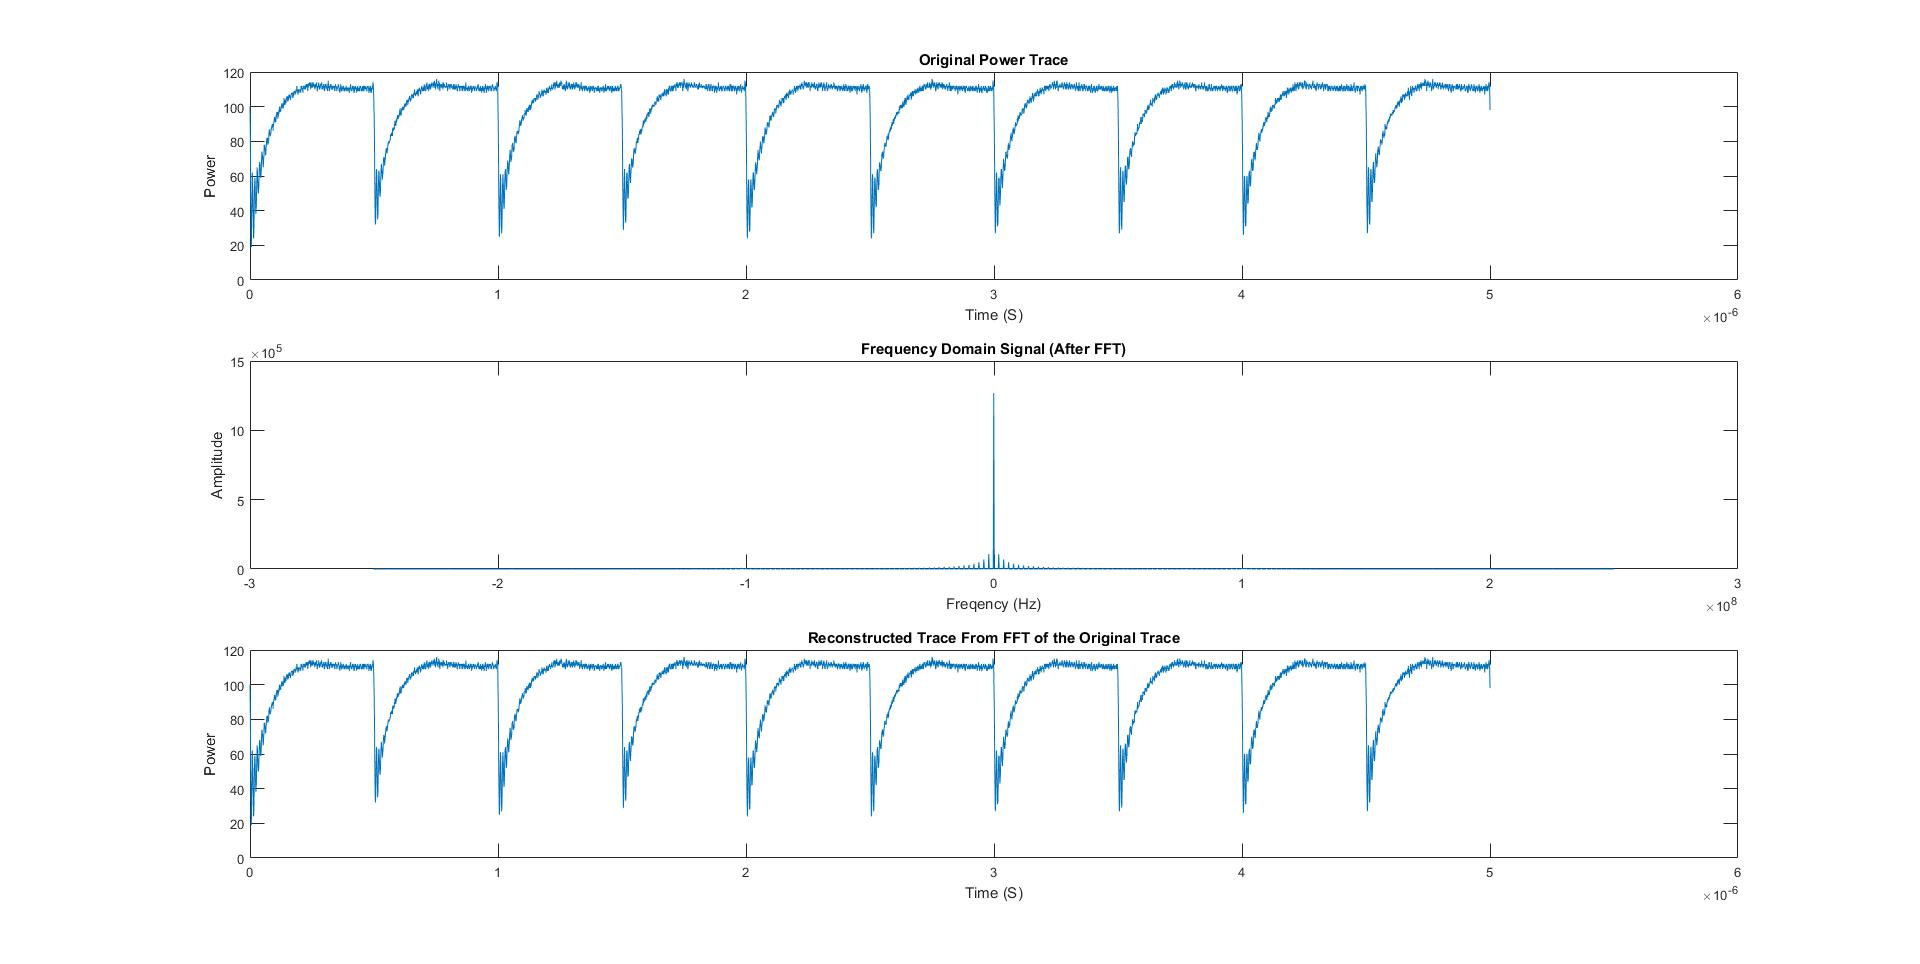 Original Power Trace
120
100
80
60
40
20
0
Power
0 1 2 3 4 5 6
Time (S)
×10-6
Frequency Domain Signal (After FFT)
×105
15
10
5
0
Amplitude
-3 -2 -1 0 1 2 3
Freqency (Hz)
×108
Reconstructed Trace From FFT of the Original Trace
120
100
80
60
40
20
0
Power
0 1 2 3 4 5 6
Time (S)
×10-6